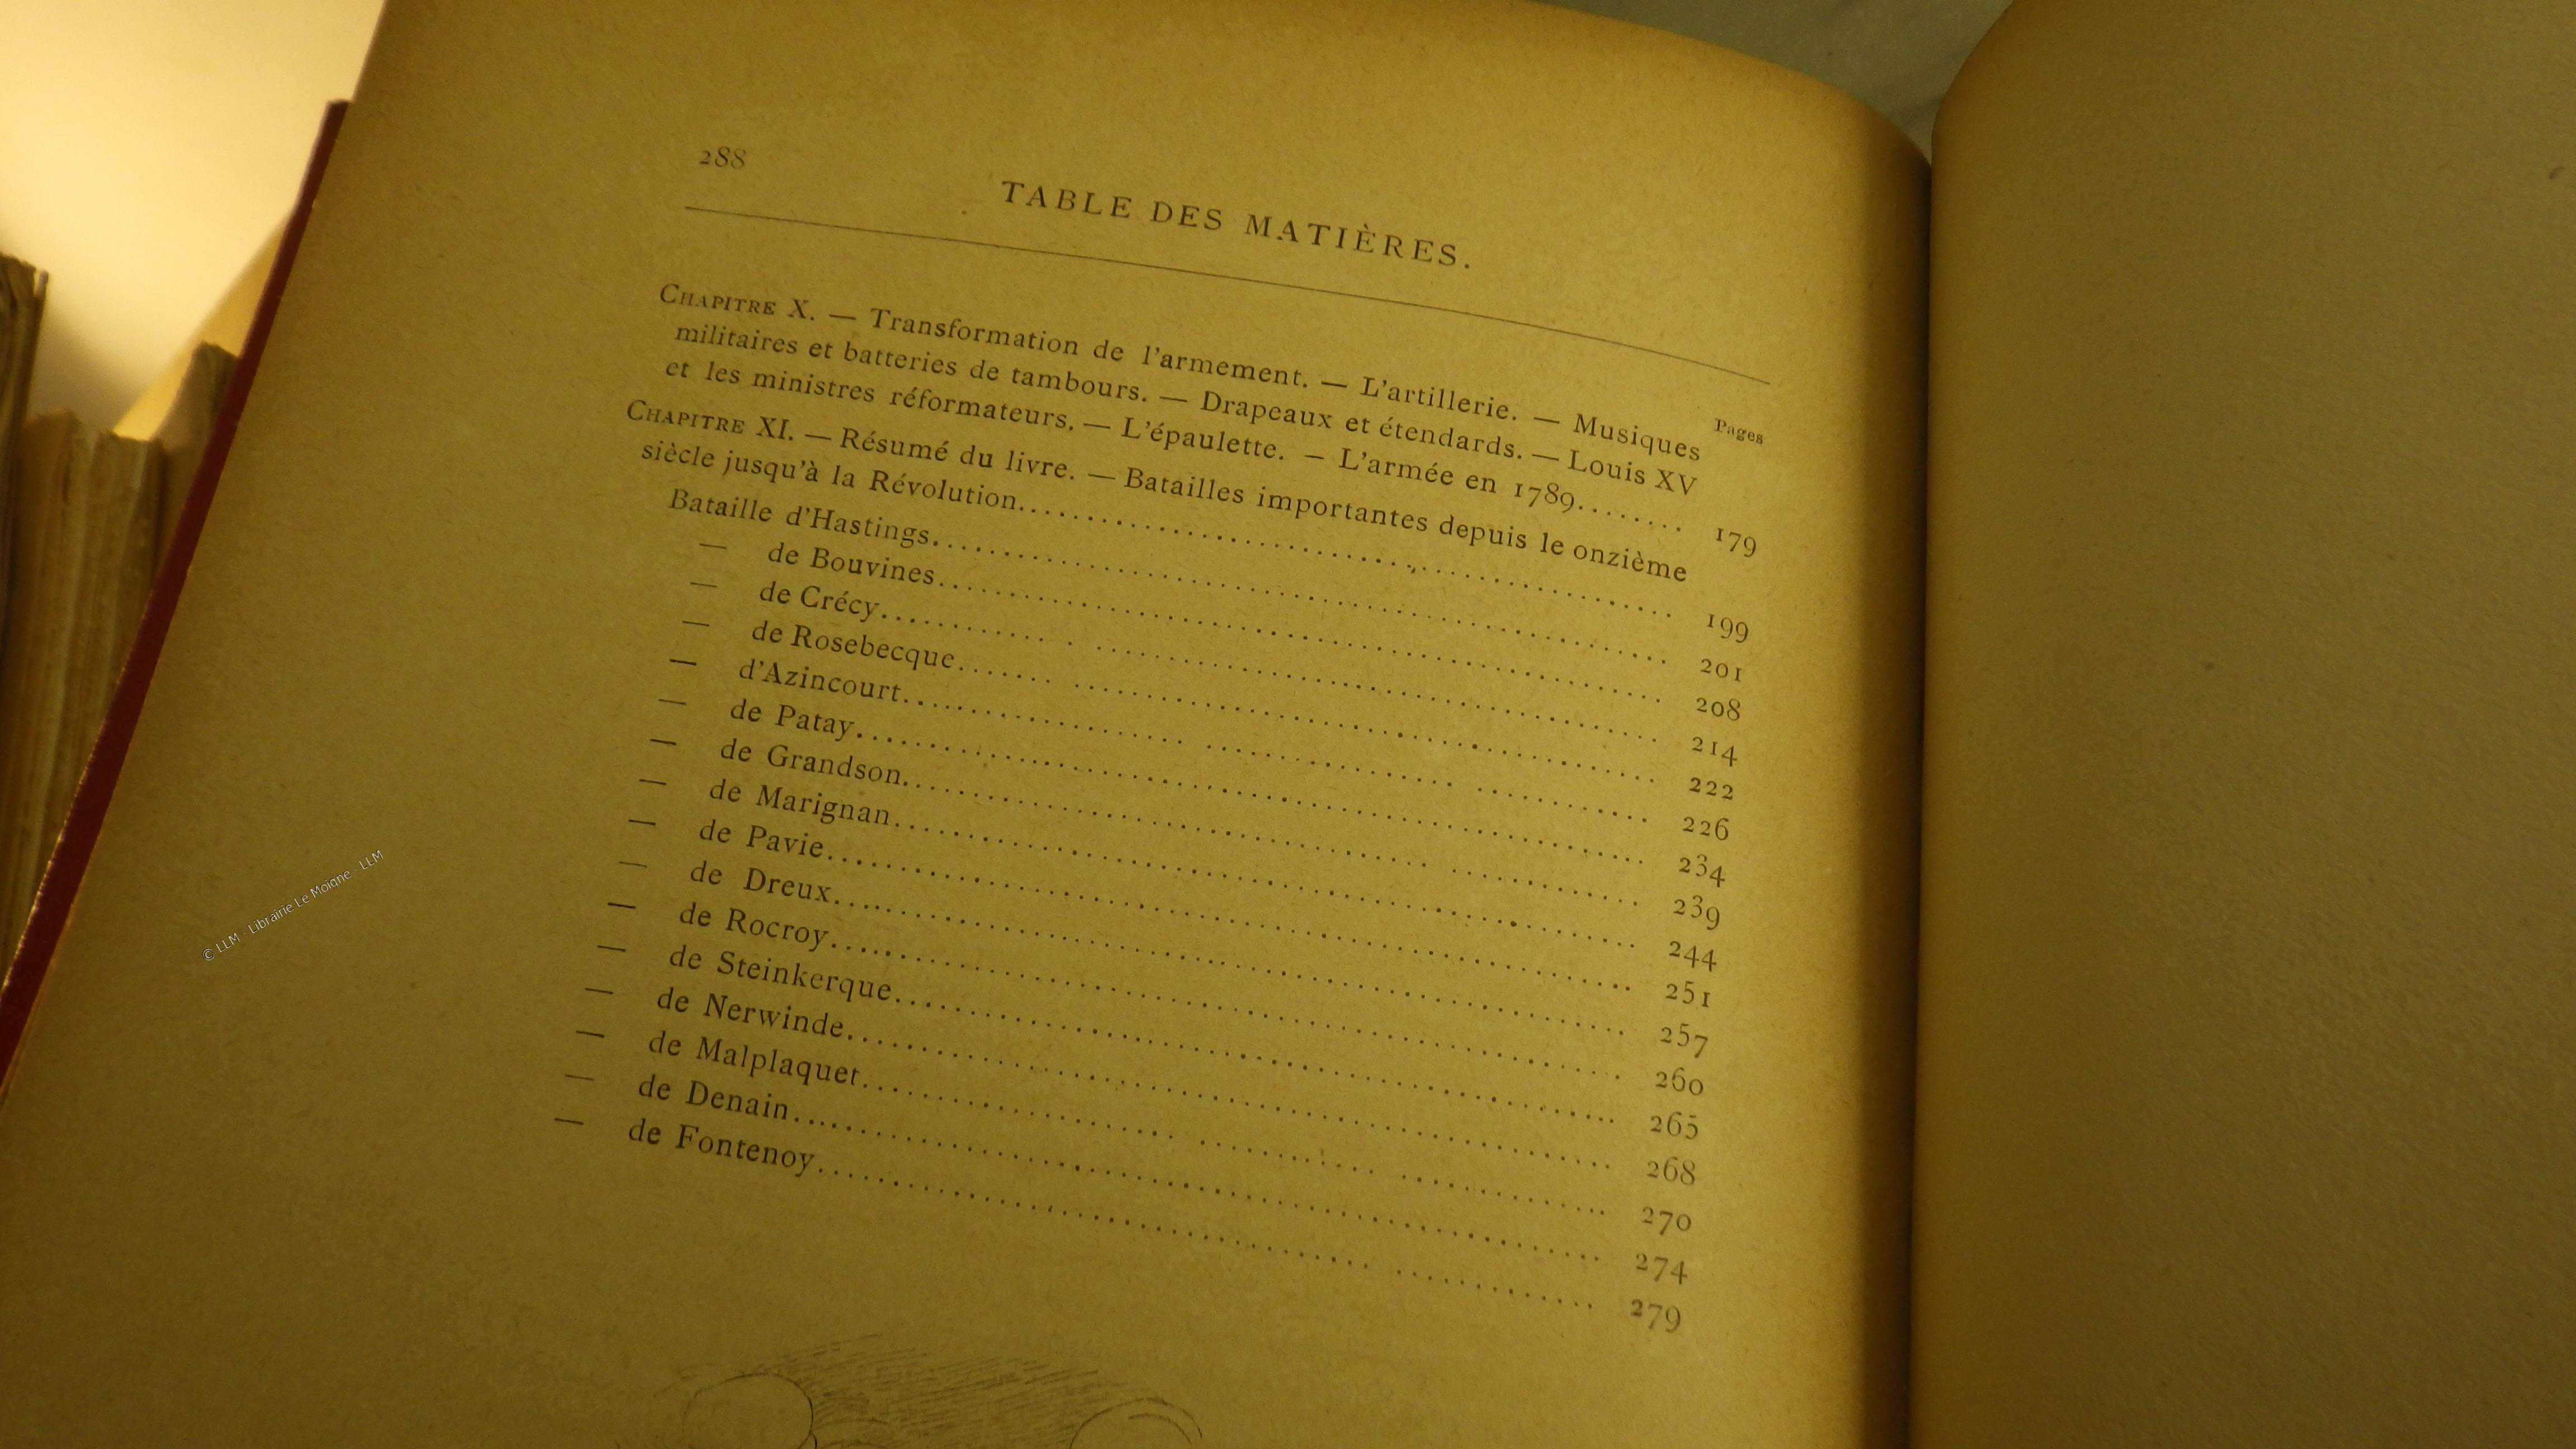 288
TABLE DES MATIÈRES.
Pages
CHAPITRE X. — Transformation de l'armement. — L'artillerie. — Musiques
militaires et batteries de tambours. — Drapeaux et étendards. — Louis XV
et les ministres réformateurs. — L'épaulette. — L'armée en 1789........ 179
CHAPITRE XI. — Résumé du livre. — Batailles importantes depuis le onzième
siècle jusqu'à la Révolution........ 199
Bataille d'Hastings........ 201
— de Bouvines........ 208
— de Crécy........ 214
— de Rosebecque........ 222
— d'Azincourt........ 226
— de Patay........ 234
— de Grandson........ 239
— de Marignan........ 244
— de Pavie........ 251
— de Dreux........ 257
— de Rocroy........ 260
— de Steinkerque........ 265
— de Nerwinde........ 268
— de Malplaquet........ 270
— de Denain........ 274
— de Fontenoy........ 279
© LLM - Librairie Le Moigne - LLM